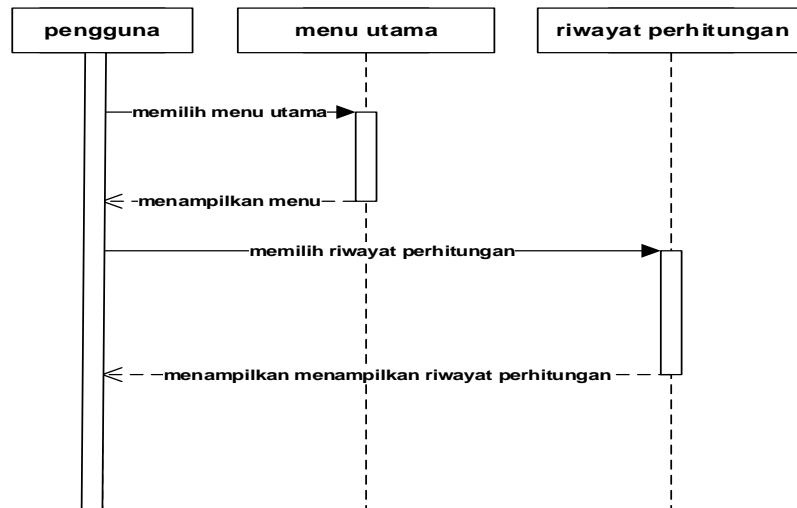 pengguna
menu utama
riwayat perhitungan
memilih menu utama
menampilkan menu
memilih riwayat perhitungan
menampilkan menampilkan riwayat perhitungan